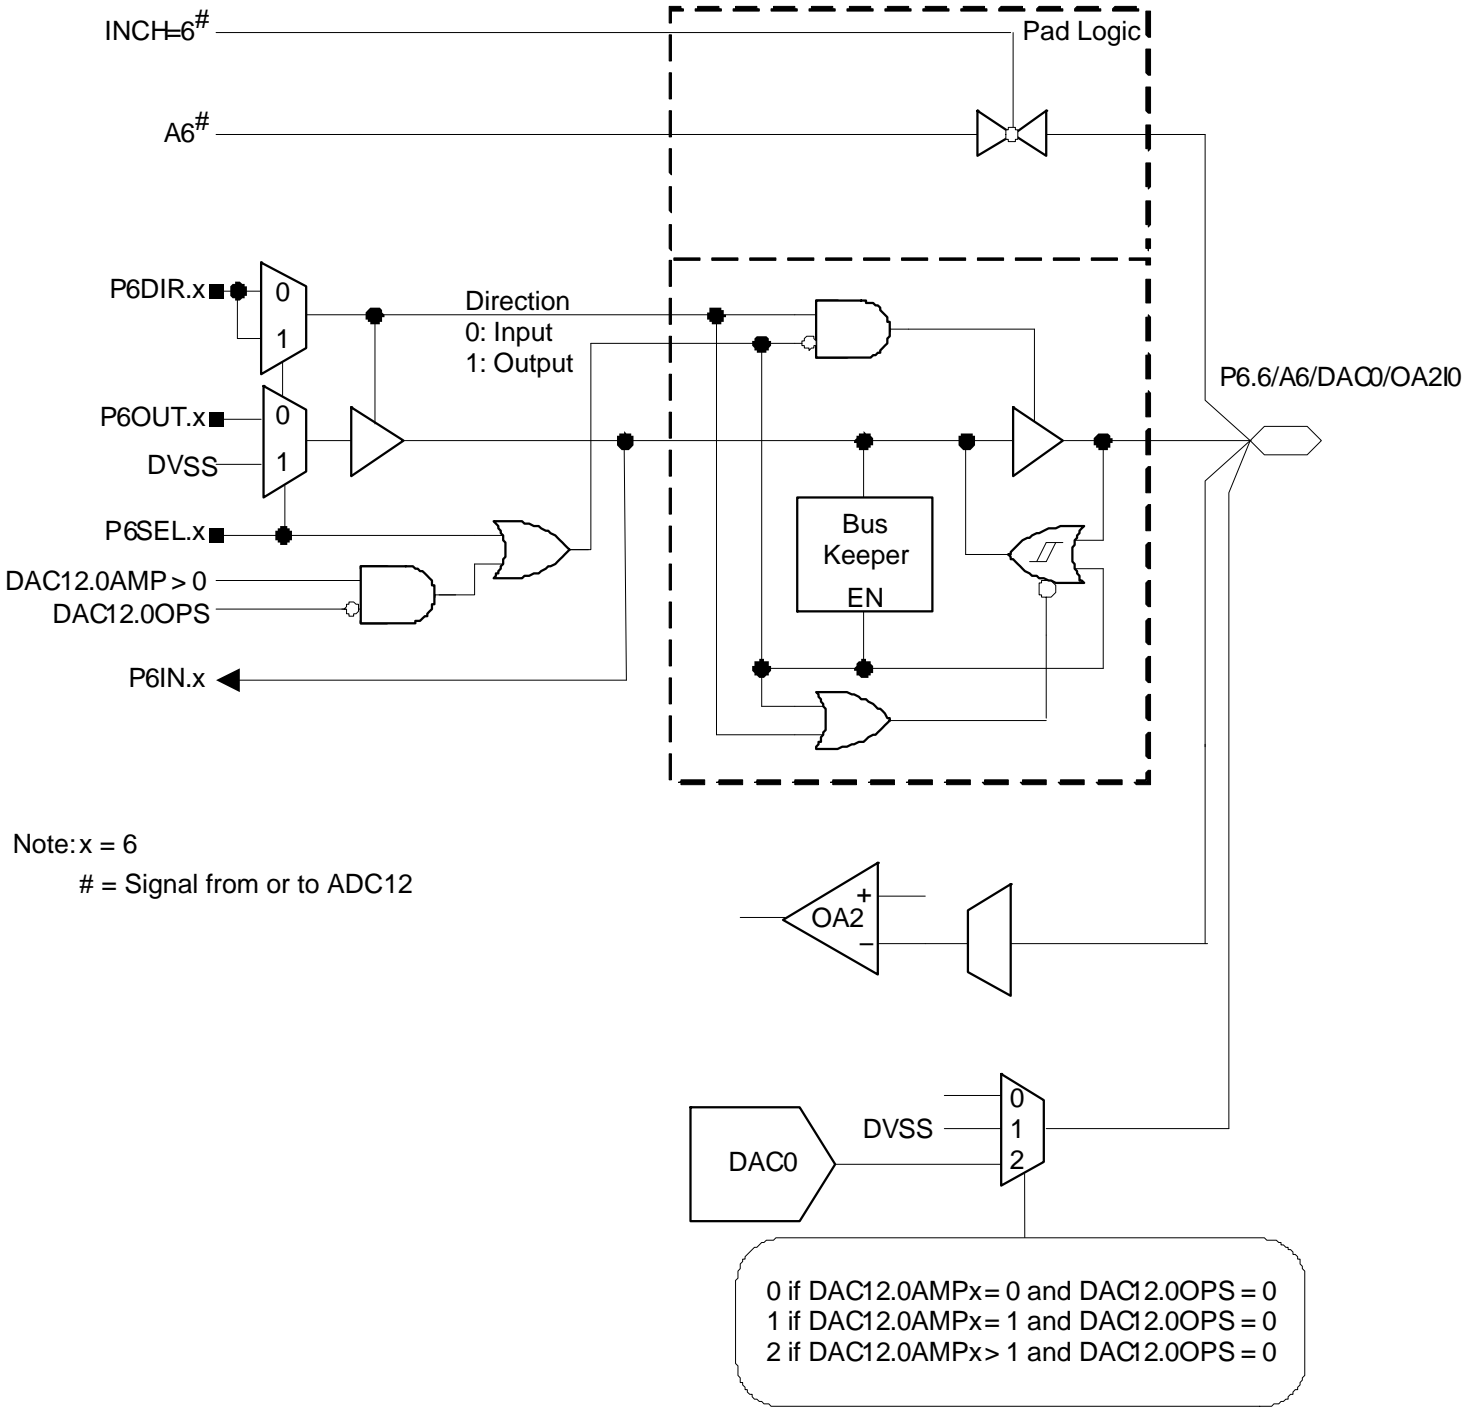 INCH=6#
Pad Logic
A6#
P6DIR.x
0
1
Direction
0: Input
1: Output
P6OUT.x
0
DVSS
1
P6.6/A6/DAC0/OA2I0
P6SEL.x
Bus
Keeper
EN
DAC12.0AMP > 0
DAC12.0OPS
P6IN.x
Note: x = 6
# = Signal from or to ADC12
+
OA2
−
0
DVSS
1
DAC0
2
0 if DAC12.0AMPx = 0 and DAC12.0OPS = 0
1 if DAC12.0AMPx = 1 and DAC12.0OPS = 0
2 if DAC12.0AMPx > 1 and DAC12.0OPS = 0